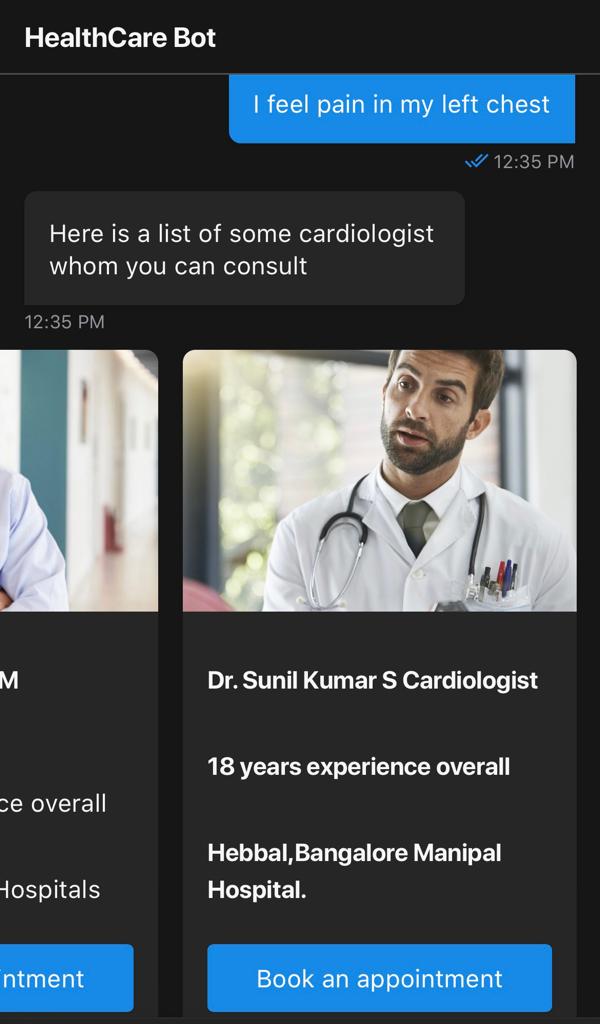 HealthCare Bot
I feel pain in my left chest
12:35 PM
Here is a list of some cardiologist
whom you can consult
12:35 PM
M
Dr. Sunil Kumar S Cardiologist
18 years experience overall
overall
Hebbal,Bangalore Manipal
Hospital.
Hospitals
Book an appointment